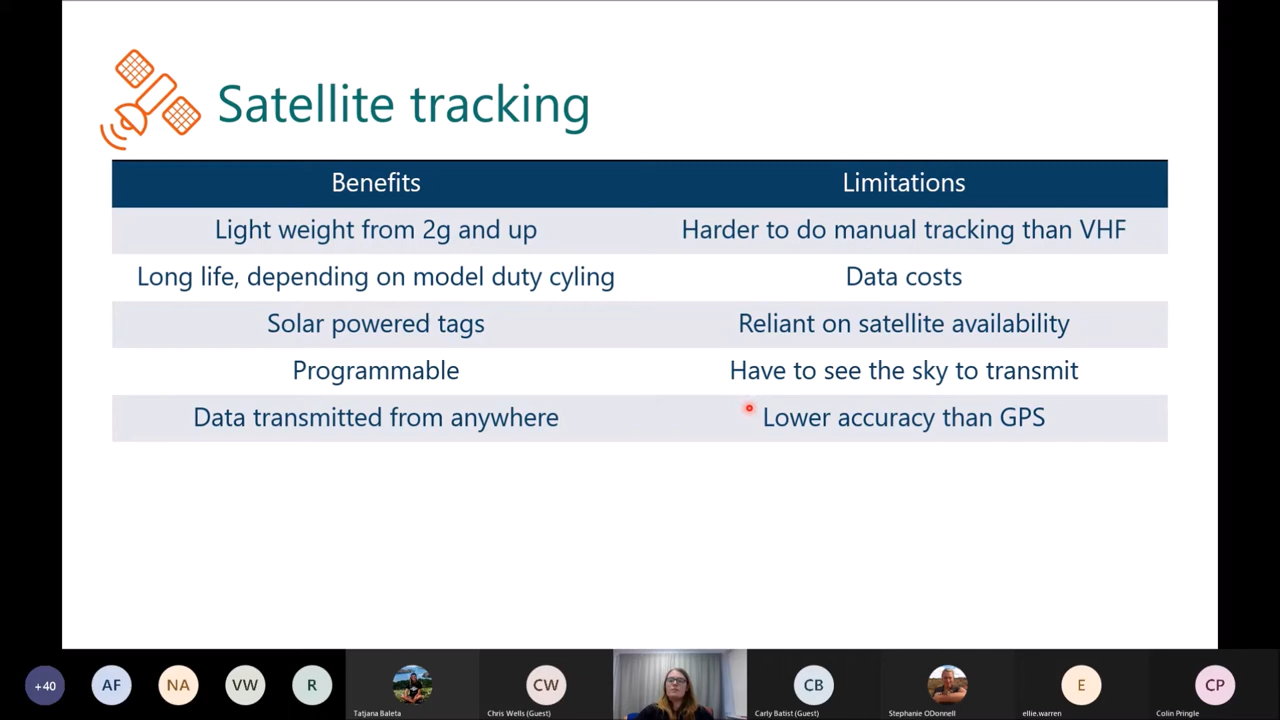 Satellite tracking
Benefits Limitations
Light weight from 2g and up Harder to do manual tracking than VHF
Long life, depending on model duty cyling Data costs
Solar powered tags Reliant on satellite availability
Programmable Have to see the sky to transmit
Data transmitted from anywhere Lower accuracy than GPS
+40 AF NA VW R CW CB E CP
Tatjana Baleta Chris Wells (Guest) Carly Batist (Guest) Stephanie ODonnell ellie.warren Colin Pringle